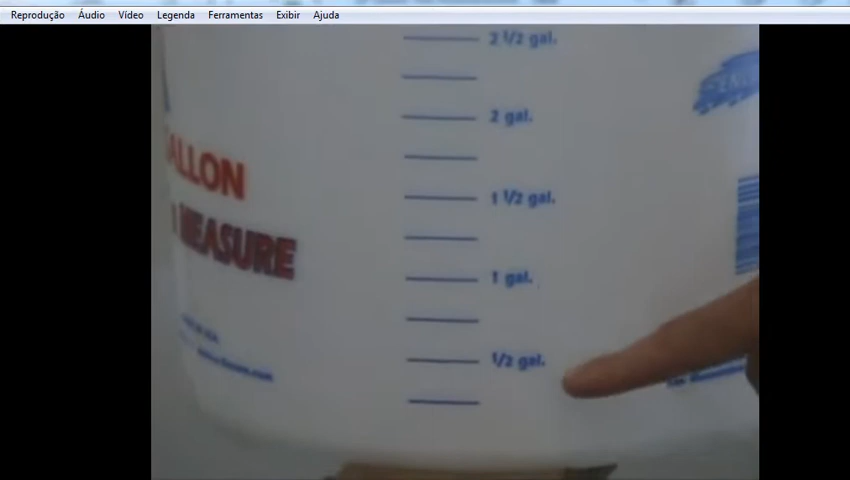 Reprodução Áudio Vídeo Legenda Ferramentas Exibir Ajuda
2 1/2 gal.
2 gal.
ALLON
1 1/2 gal.
MEASURE
1 gal.
1/2 gal.